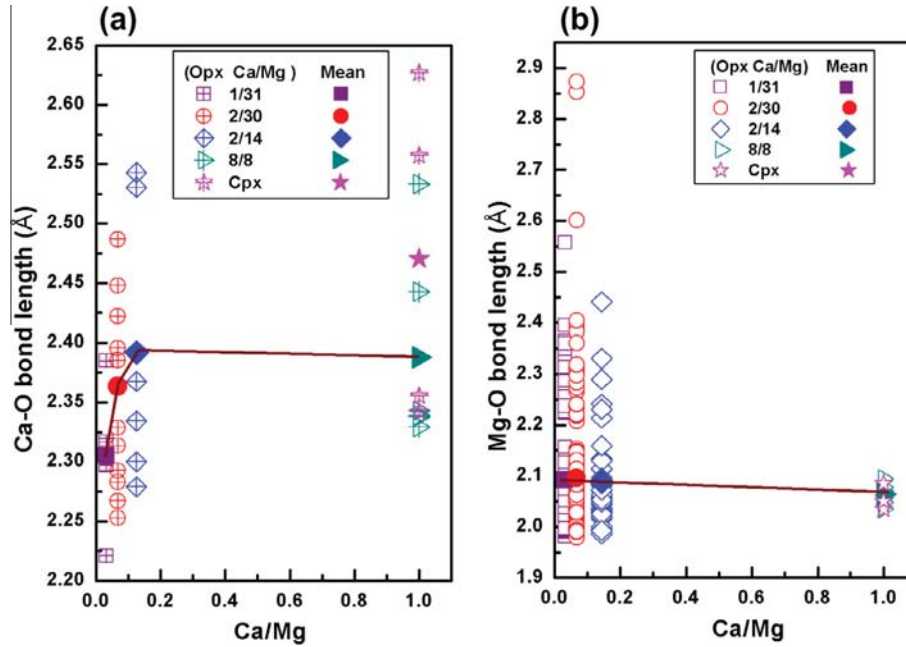 (a)
2.65
2.60
2.55
2.50
2.45
2.40
2.35
2.30
2.25
2.20
Ca-O bond length (Å)
(Opx Ca/Mg ) Mean
1/31
2/30
2/14
8/8
Cpx
0.0 0.2 0.4 0.6 0.8 1.0
Ca/Mg
(b)
2.9
2.8
2.7
2.6
2.5
2.4
2.3
2.2
2.1
2.0
1.9
Mg-O bond length (Å)
(Opx Ca/Mg) Mean
1/31
2/30
2/14
8/8
Cpx
0.0 0.2 0.4 0.6 0.8 1.0
Ca/Mg